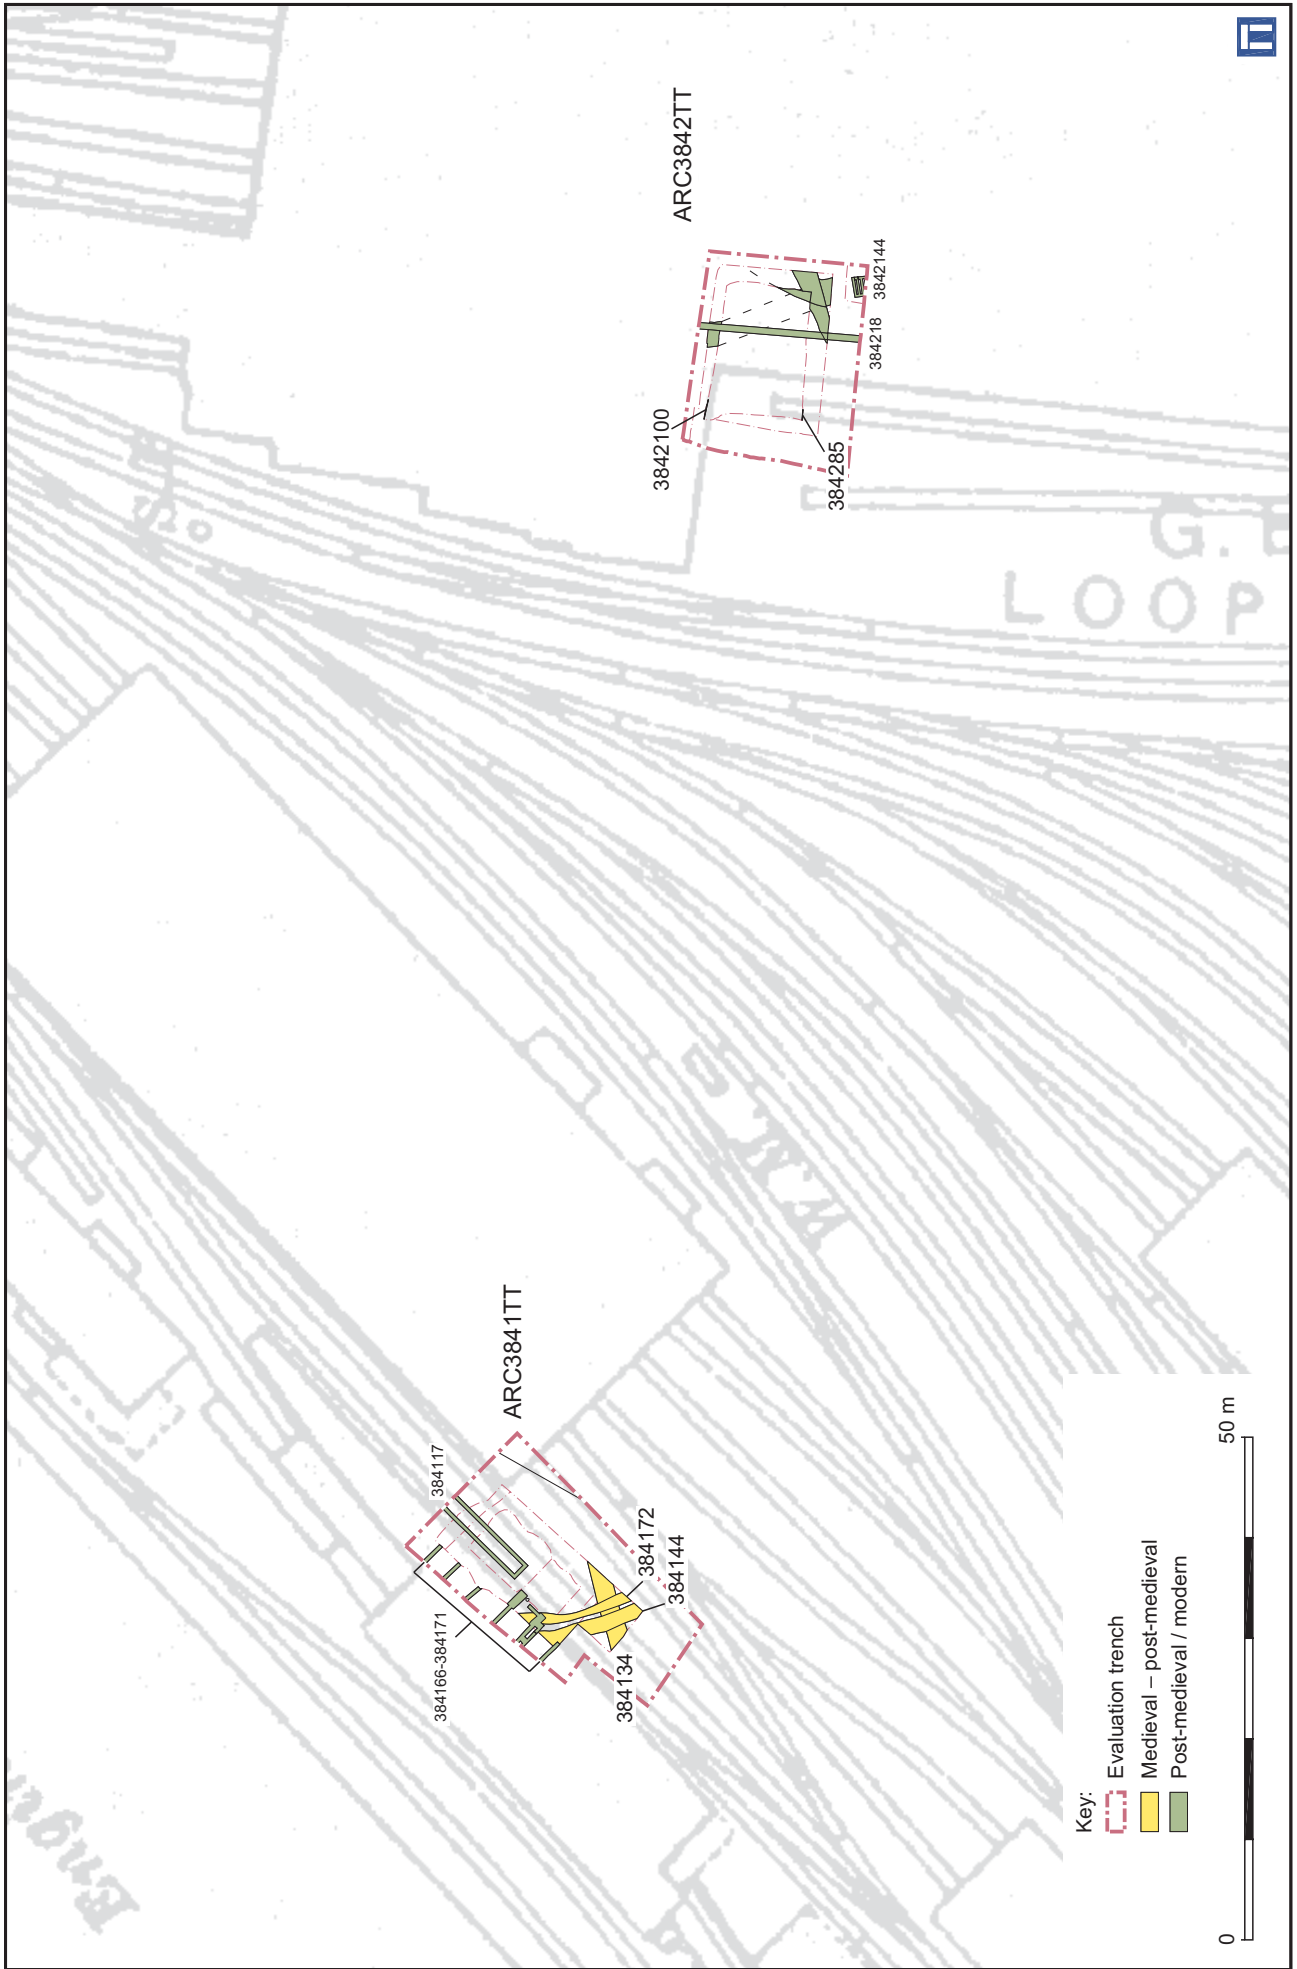 ARC3842TT
3842100
384285
384218
3842144
G. E
LOOP
ARC3841TT
384117
384166-384171
384172
384144
384134
Engi
Key:
Evaluation trench
Medieval – post-medieval
Post-medieval / modern
0
50 m